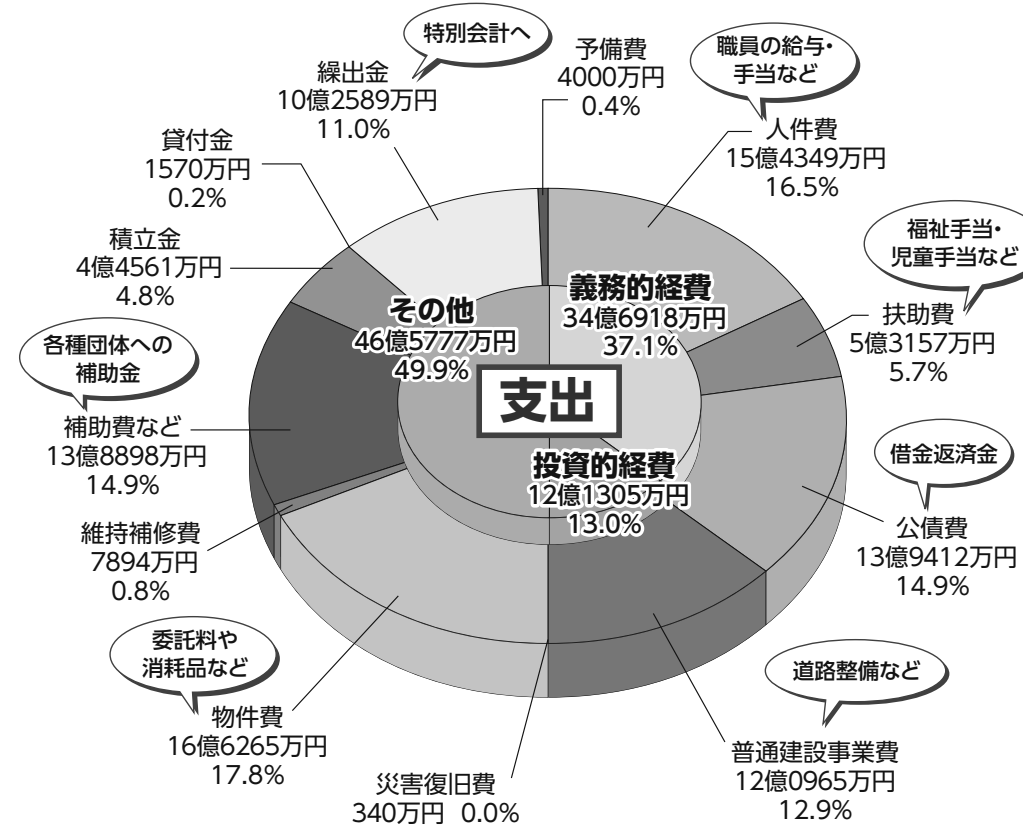 特別会計へ
繰出金
10億2589万円
11.0%
予備費
4000万円
0.4%
職員の給与・
手当など
人件費
15億4349万円
16.5%
貸付金
1570万円
0.2%
福祉手当・
児童手当など
扶助費
5億3157万円
5.7%
積立金
4億4561万円
4.8%
その他
46億5777万円
49.9%
義務的経費
34億6918万円
37.1%
支出
投資的経費
12億1305万円
13.0%
各種団体への
補助金
補助費など
13億8898万円
14.9%
借金返済金
公債費
13億9412万円
14.9%
維持補修費
7894万円
0.8%
委託料や
消耗品など
物件費
16億6265万円
17.8%
災害復旧費
340万円 0.0%
道路整備など
普通建設事業費
12億0965万円
12.9%